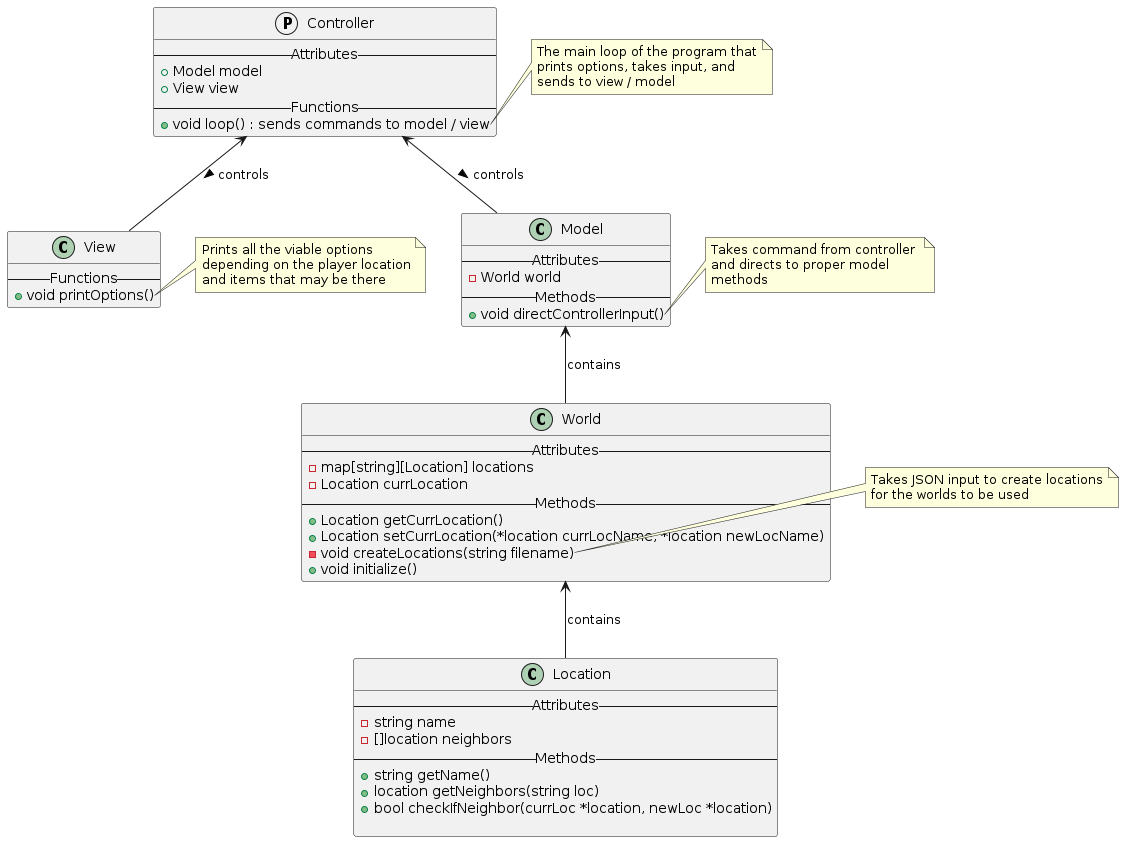 P Controller
Attributes
Model model
View view
Functions
void loop() : sends commands to model / view
The main loop of the program that
prints options, takes input, and
sends to view / model
controls
controls
C View
Functions
void printOptions()
Prints all the viable options
depending on the player location
and items that may be there
C Model
Attributes
World world
Methods
void directControllerInput()
Takes command from controller
and directs to proper model
methods
contains
C World
Attributes
map[string][Location] locations
Location currLocation
Methods
Location getCurrLocation()
Location setCurrLocation(*location currLocName, *location newLocName)
void createLocations(string filename)
void initialize()
Takes JSON input to create locations
for the worlds to be used
contains
C Location
Attributes
string name
[]location neighbors
Methods
string getName()
location getNeighbors(string loc)
bool checkIfNeighbor(currLoc *location, newLoc *location)